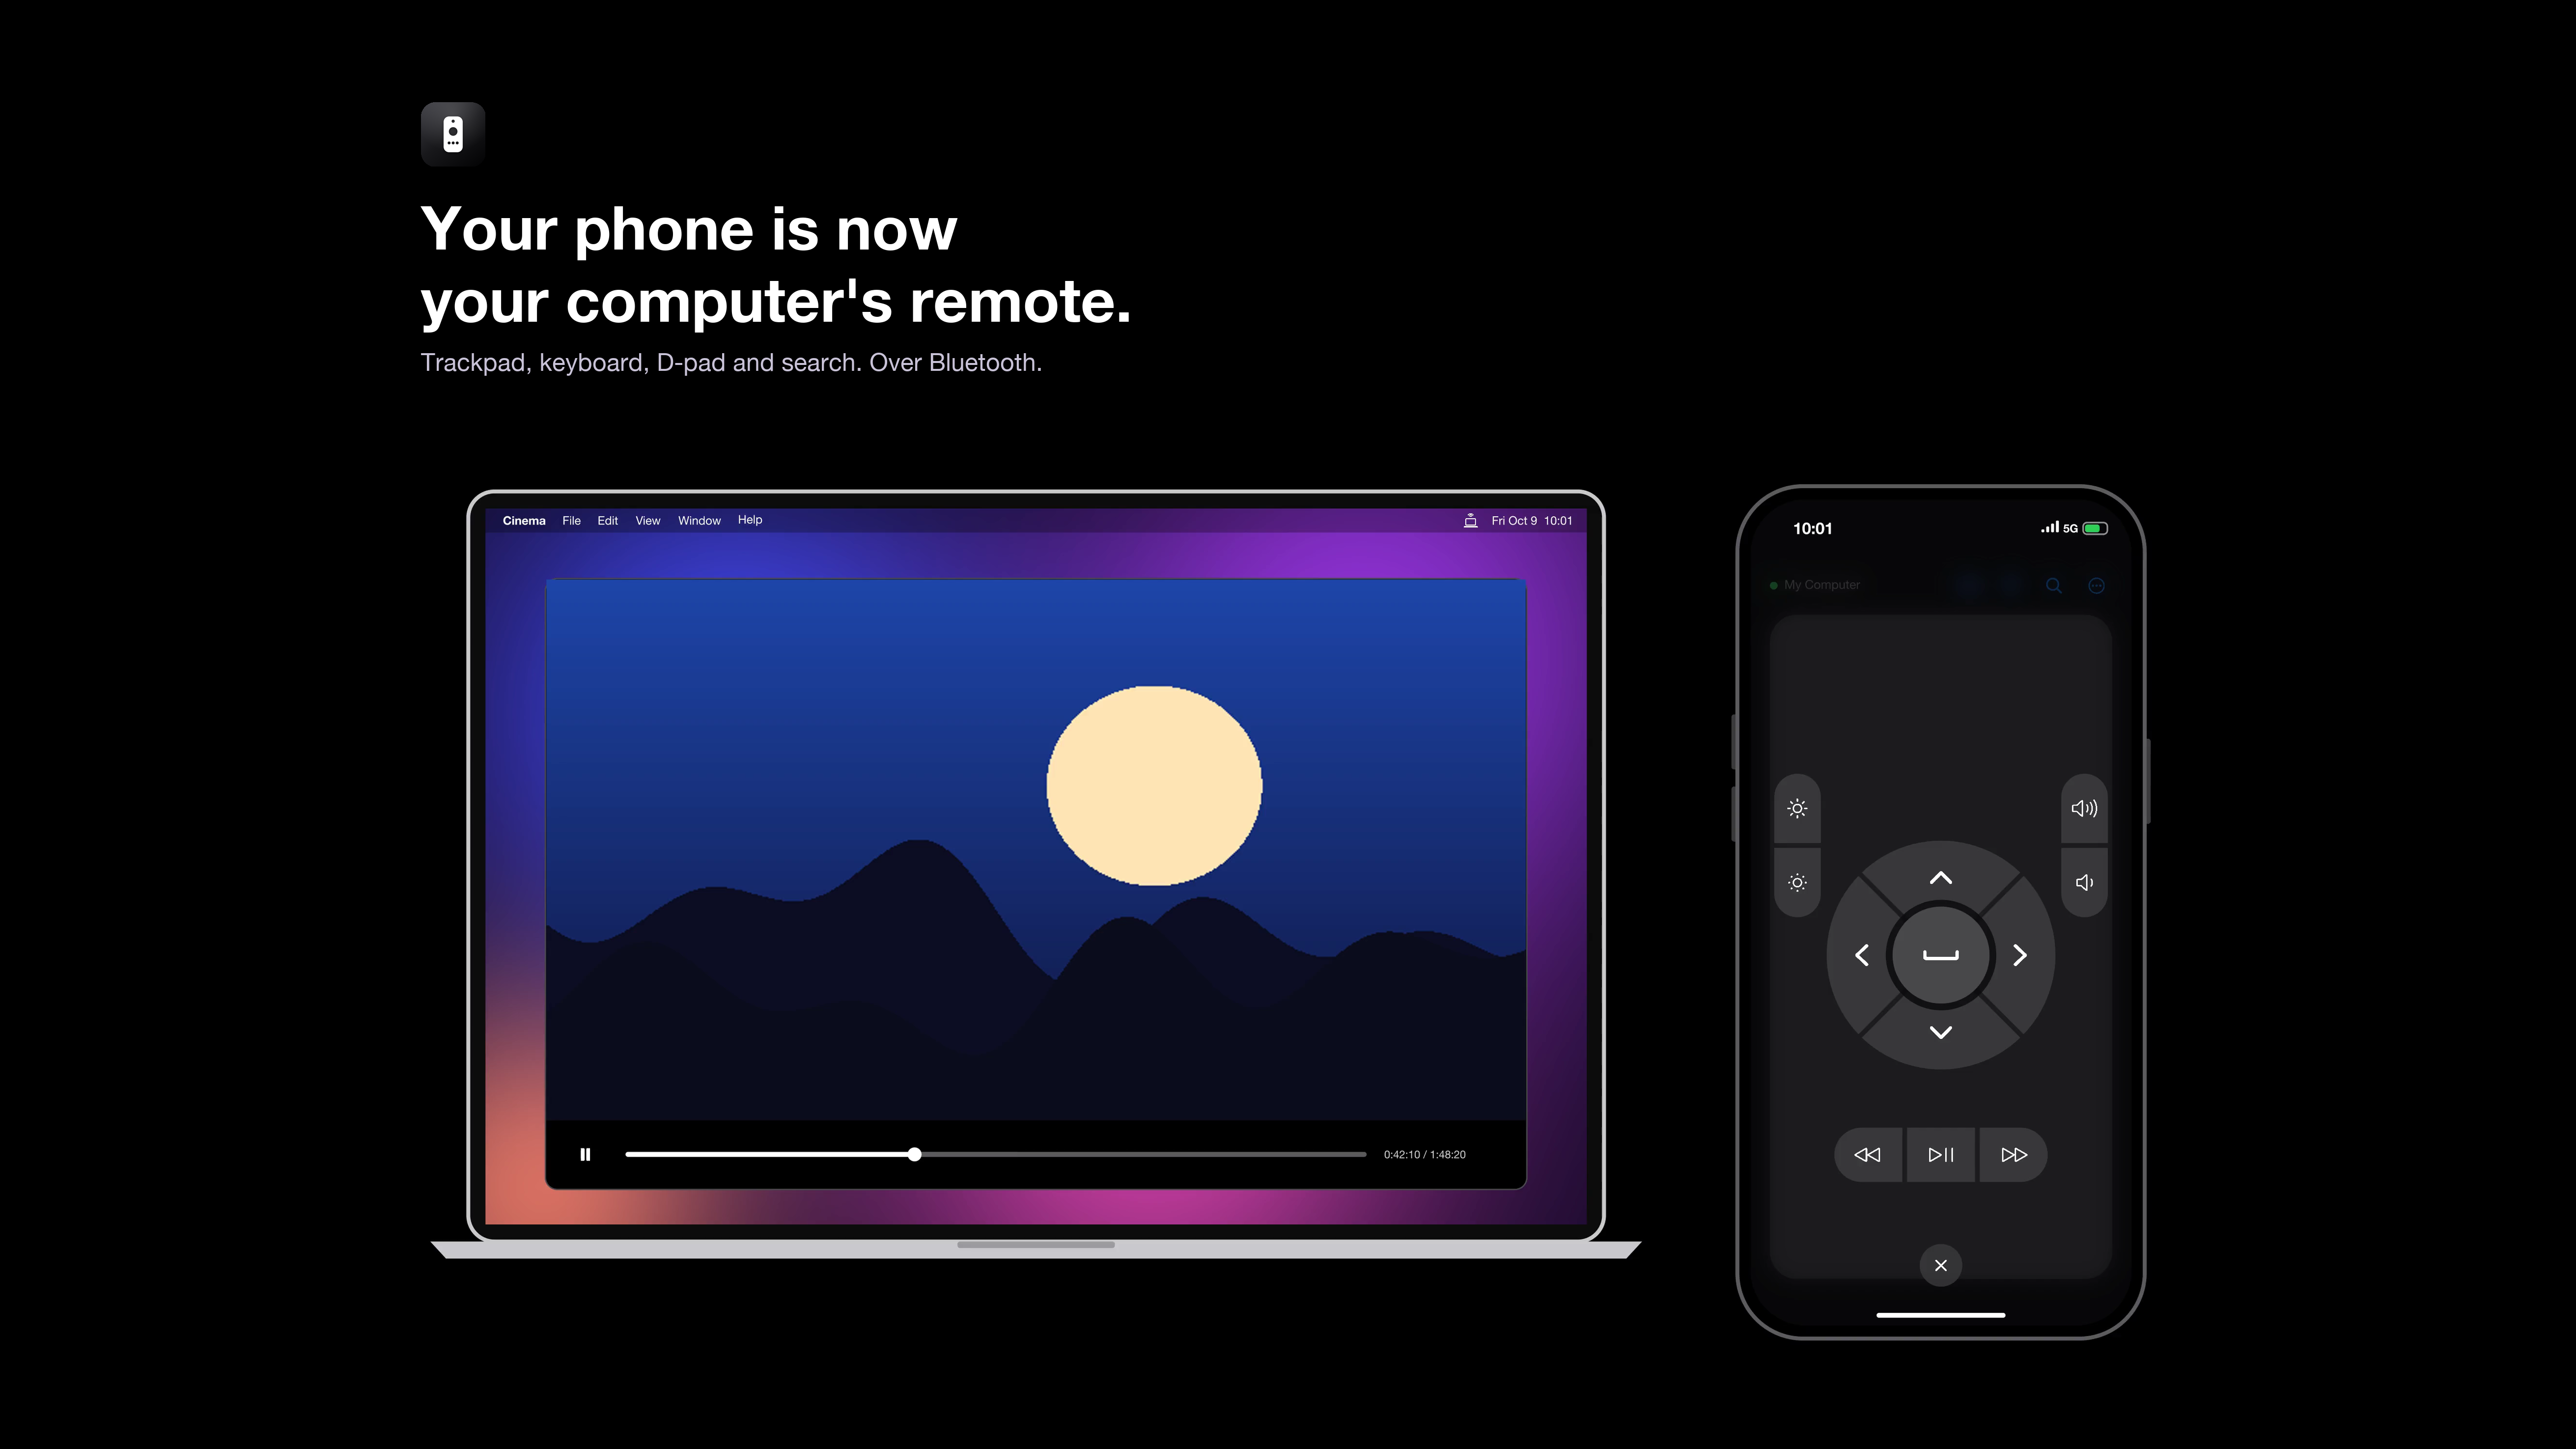 Your phone is now
your computer's remote.
Trackpad, keyboard, D-pad and search. Over Bluetooth.
Cinema File Edit View Window Help
Fri Oct 9 10:01
0:42:10 / 1:48:20
10:01
5G
My Computer